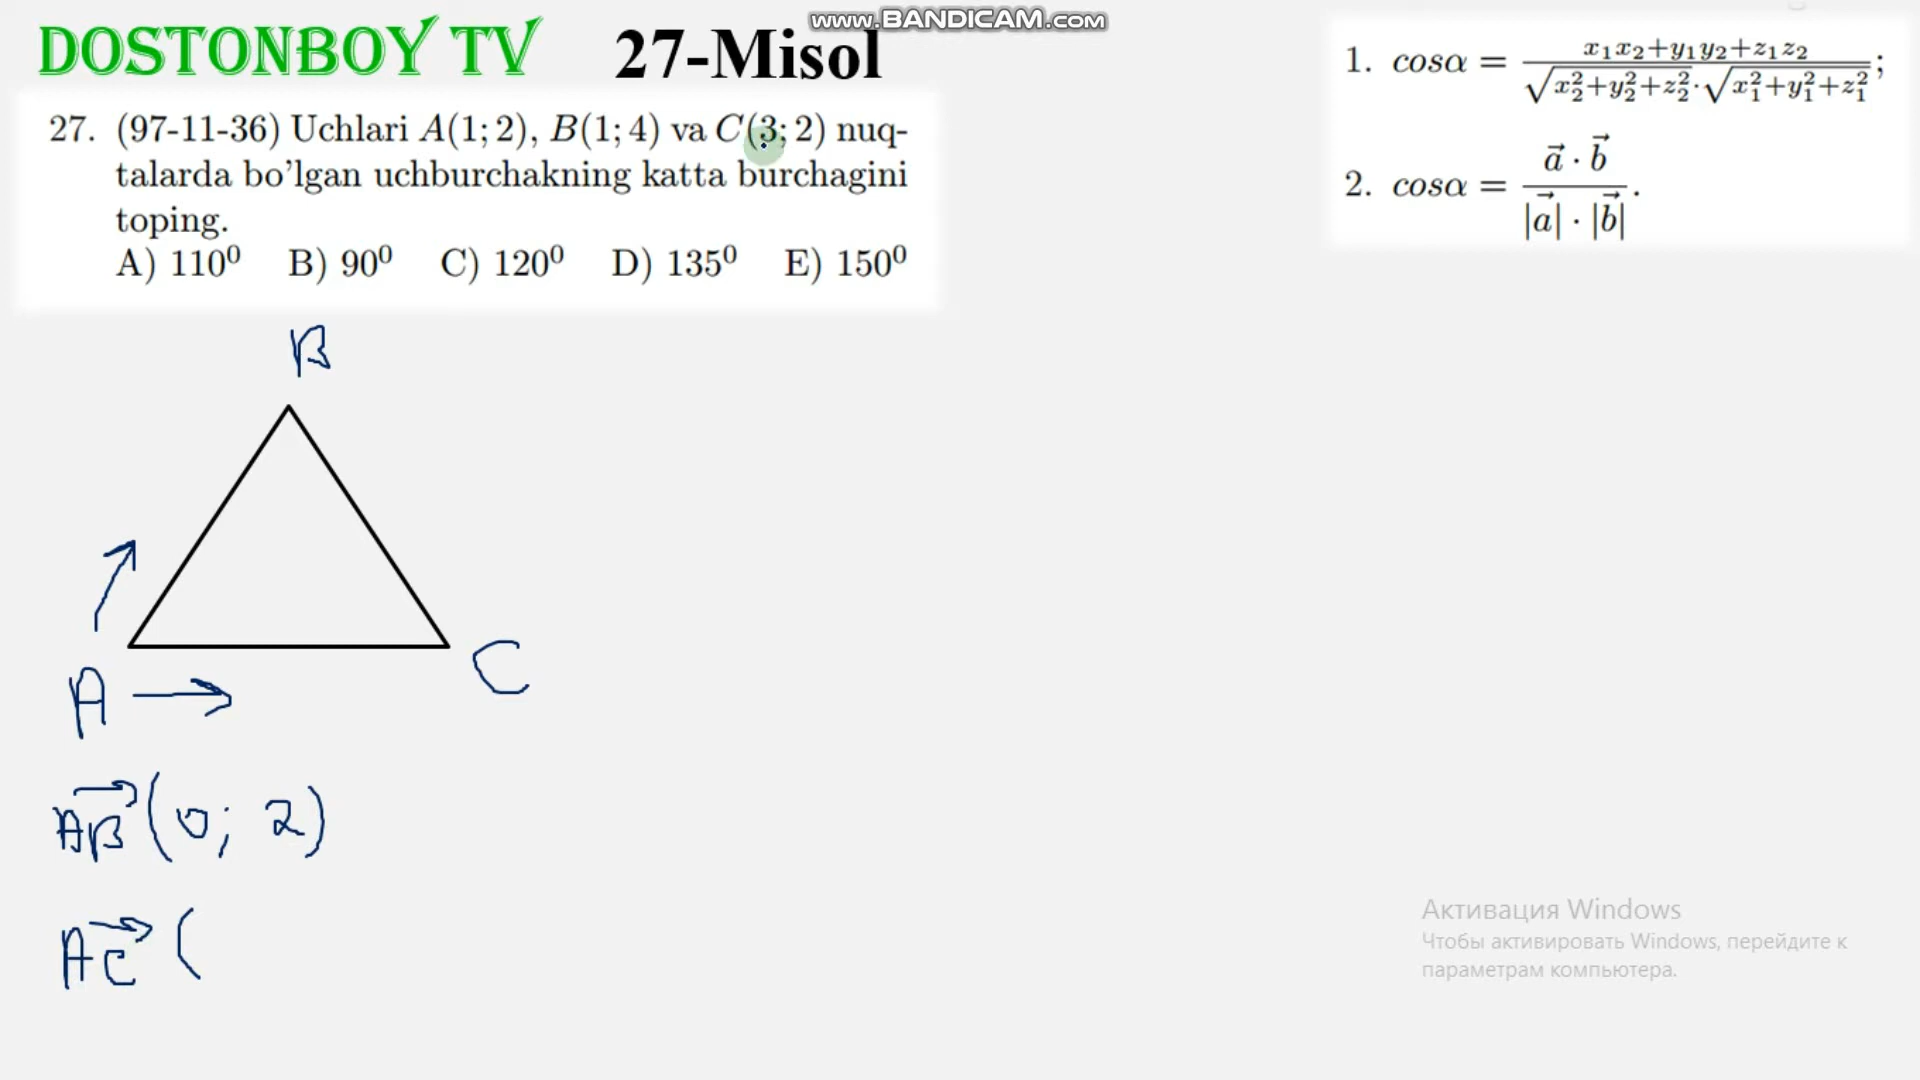 www.BANDICAM.com
DOSTONBOY TV
27-Misol
27. (97-11-36) Uchlari A(1; 2), B(1; 4) va C(3; 2) nuq-
talarda bo'lgan uchburchakning katta burchagini
toping.
A) 110⁰ B) 90⁰ C) 120⁰ D) 135⁰ E) 150⁰
1. cosα = (x₁x₂+y₁y₂+z₁z₂)/(√(x₂²+y₂²+z₂²)·√(x₁²+y₁²+z₁²));
2. cosα = (a⃗ · b⃗)/(|a⃗| · |b⃗|).
B
A
C
AB⃗ (0; 2)
AC⃗ (
Активация Windows
Чтобы активировать Windows, перейдите к
параметрам компьютера.